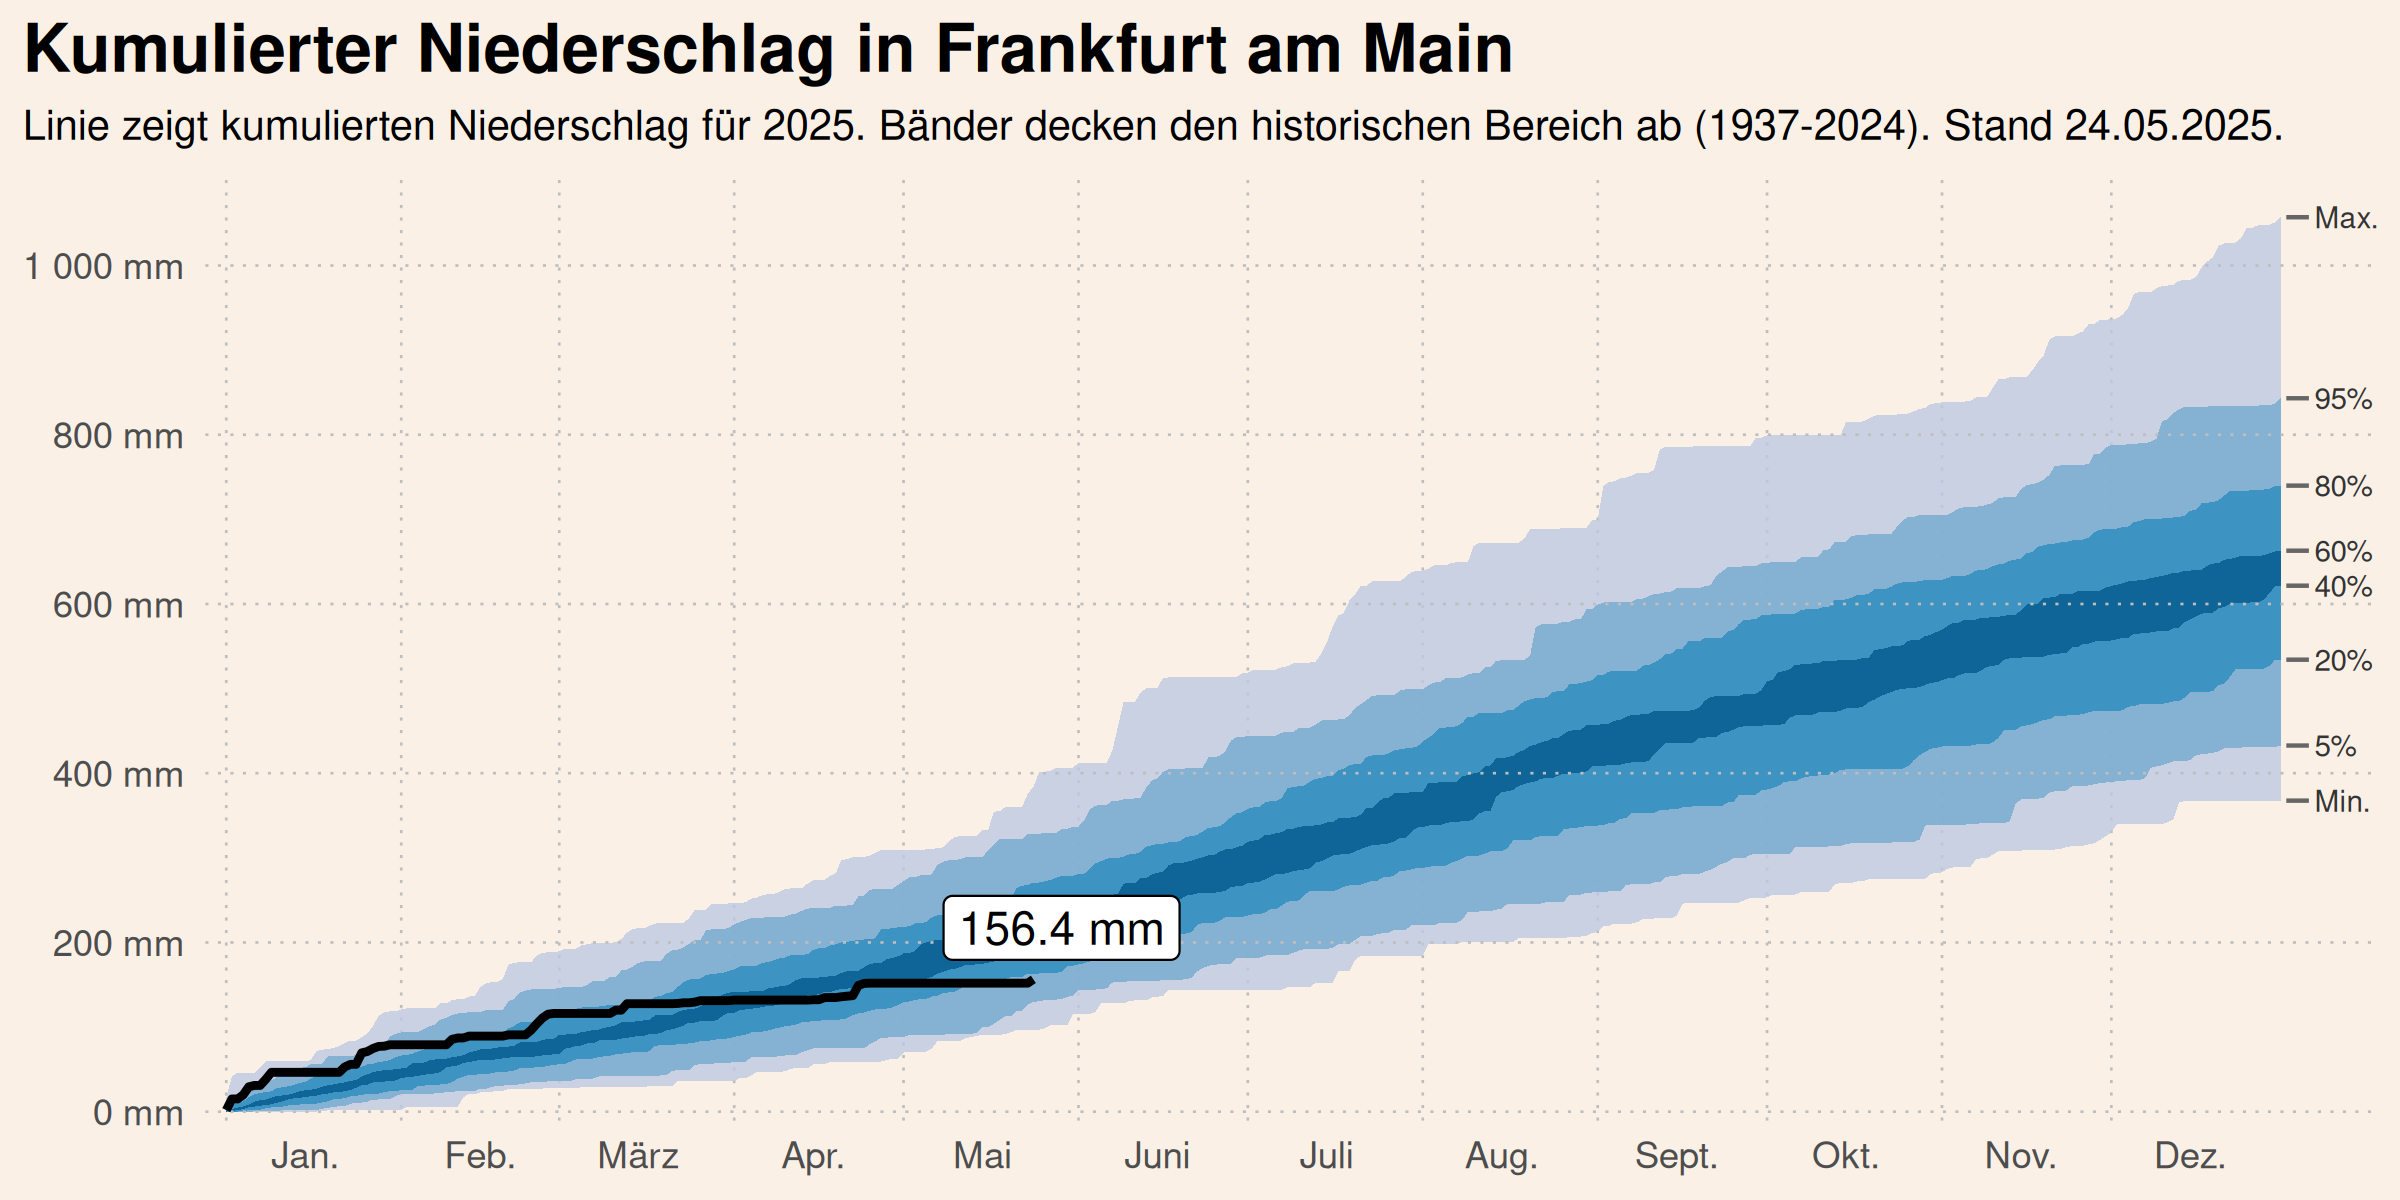 Kumulierter Niederschlag in Frankfurt am Main
Linie zeigt kumulierten Niederschlag für 2025. Bänder decken den historischen Bereich ab (1937-2024). Stand 24.05.2025.
Max.
1 000 mm
95%
800 mm
80%
60%
40%
600 mm
20%
5%
400 mm
Min.
156.4 mm
200 mm
0 mm
Jan. Feb. März Apr. Mai Juni Juli Aug. Sept. Okt. Nov. Dez.